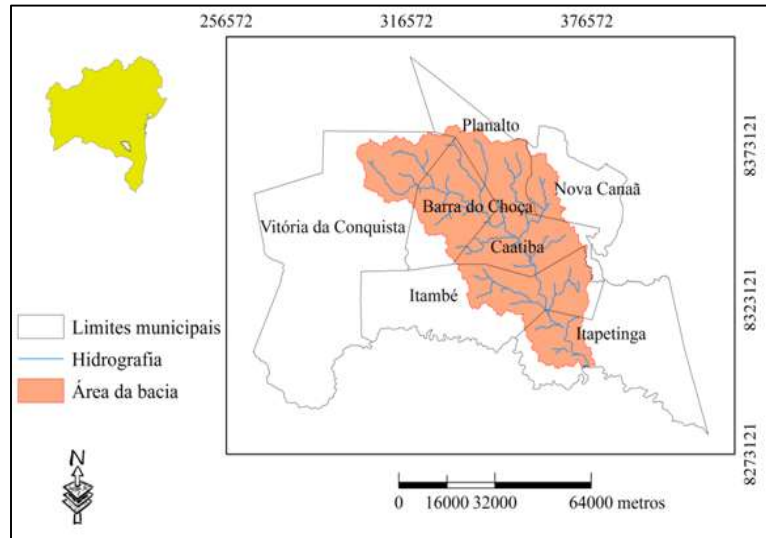 256572
316572
376572
Planalto
8373121
Nova Canaã
Barra do Choça
Vitória da Conquista
Caatiba
Itambé
8323121
Limites municipais
Itapetinga
Hidrografia
Área da bacia
N
8273121
0 16000 32000 64000 metros